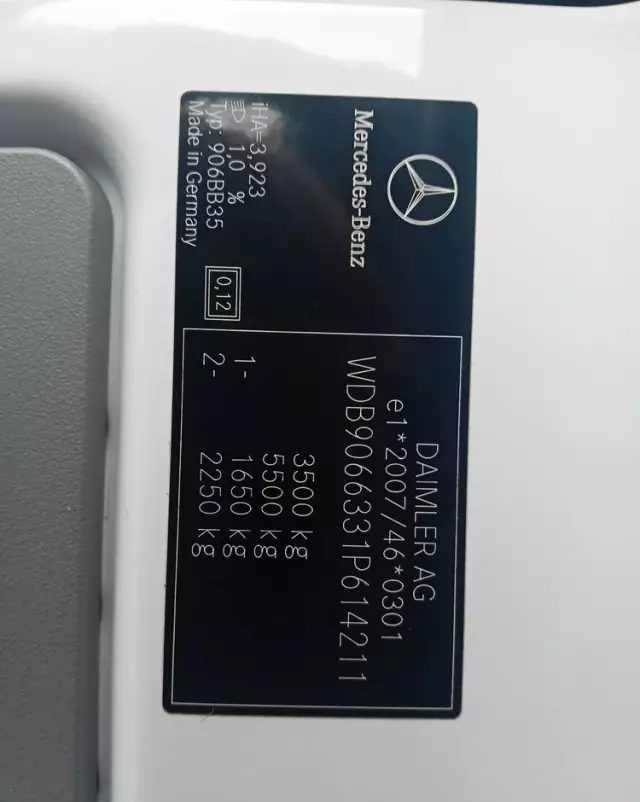 Mercedes-Benz
iHA=3,923
1,0 %
Typ: 906BB35
Made in Germany
0,12
DAIMLER AG
e1*2007/46*0301
WDB9066331P614211
3500 kg
5500 kg
1- 1650 kg
2- 2250 kg